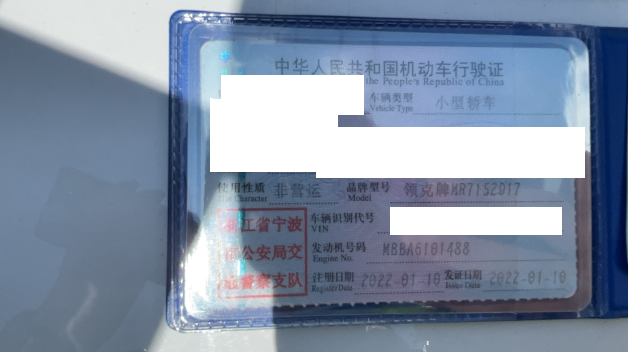 中华人民共和国机动车行驶证
the People's Republic of China
车辆类型 小型轿车
Vehicle Type
使用性质 非营运 品牌型号 领克牌MR7152D17
Character Model
浙江省宁波 车辆识别代号
VIN
市公安局交 发动机号码 MBBA6101488
Engine No.
通警察支队 注册日期 2022-01-10 发证日期 2022-01-10
Register Date Issue Date